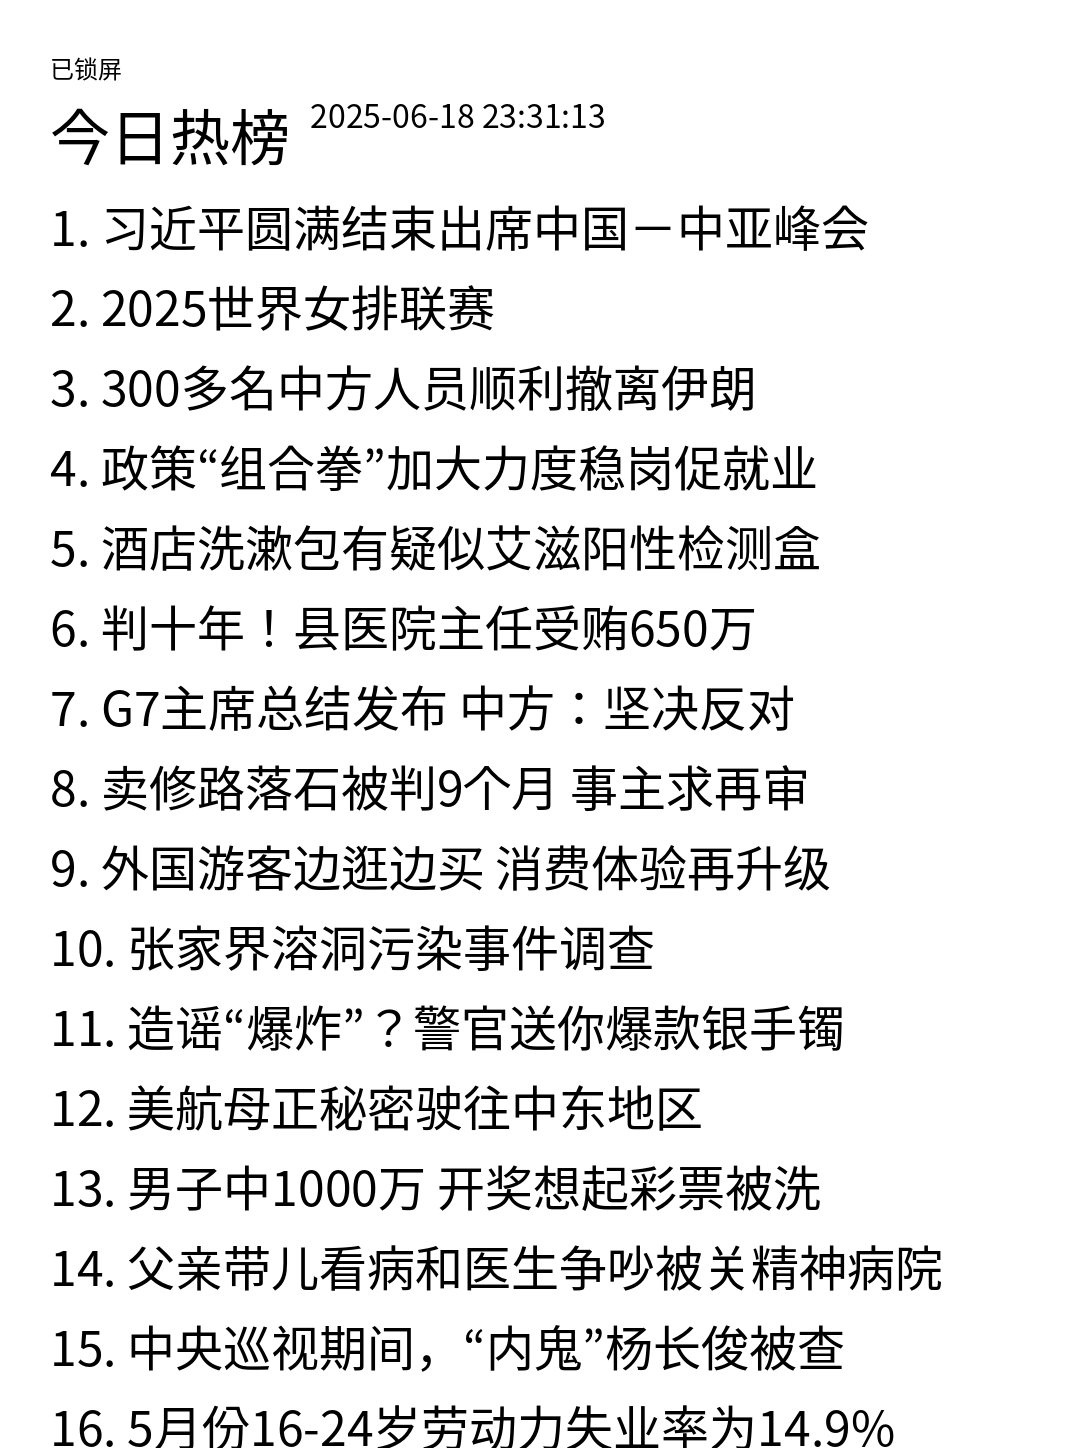 已锁屏
今日热榜 2025-06-18 23:31:13
1. 习近平圆满结束出席中国－中亚峰会
2. 2025世界女排联赛
3. 300多名中方人员顺利撤离伊朗
4. 政策“组合拳”加大力度稳岗促就业
5. 酒店洗漱包有疑似艾滋阳性检测盒
6. 判十年！县医院主任受贿650万
7. G7主席总结发布 中方：坚决反对
8. 卖修路落石被判9个月 事主求再审
9. 外国游客边逛边买 消费体验再升级
10. 张家界溶洞污染事件调查
11. 造谣“爆炸”？警官送你爆款银手镯
12. 美航母正秘密驶往中东地区
13. 男子中1000万 开奖想起彩票被洗
14. 父亲带儿看病和医生争吵被关精神病院
15. 中央巡视期间，“内鬼”杨长俊被查
16. 5月份16-24岁劳动力失业率为14.9%